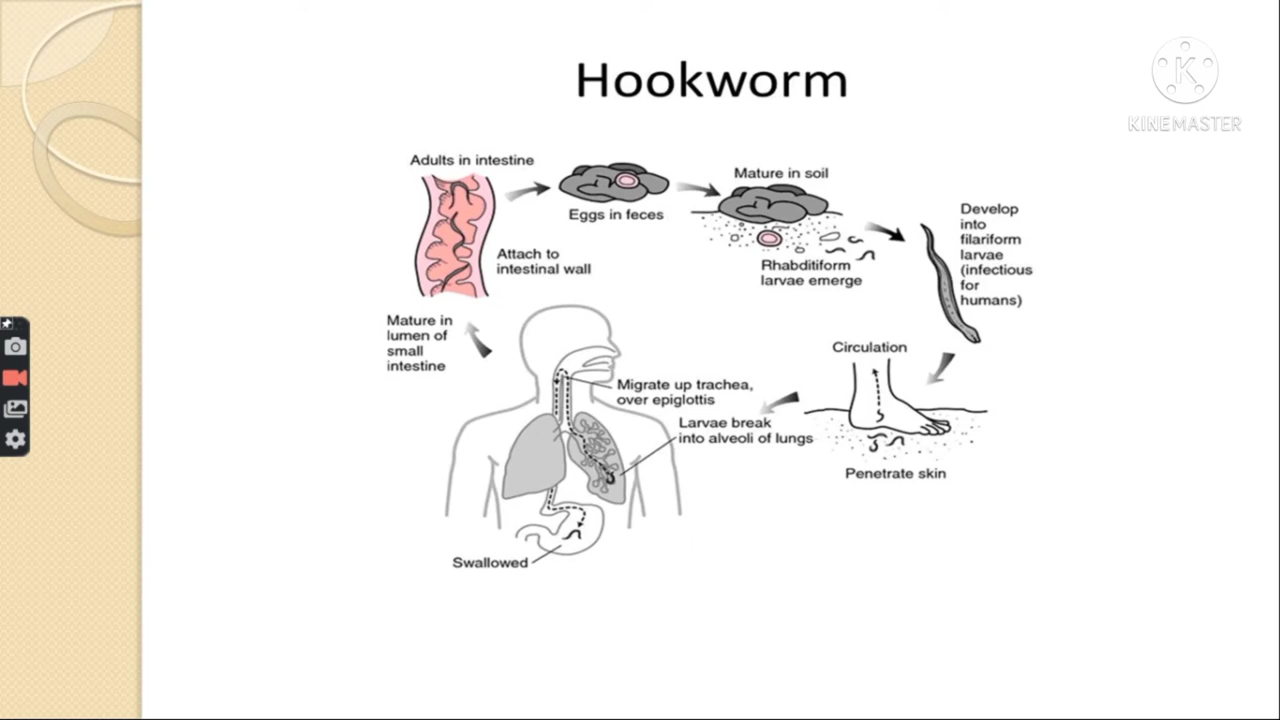 Hookworm
KINEMASTER
Adults in intestine
Eggs in feces
Mature in soil
Develop
into
filariform
larvae
(infectious
for
humans)
Attach to
intestinal wall
Rhabditiform
larvae emerge
Mature in
lumen of
small
intestine
Circulation
Migrate up trachea,
over epiglottis
Larvae break
into alveoli of lungs
Penetrate skin
Swallowed